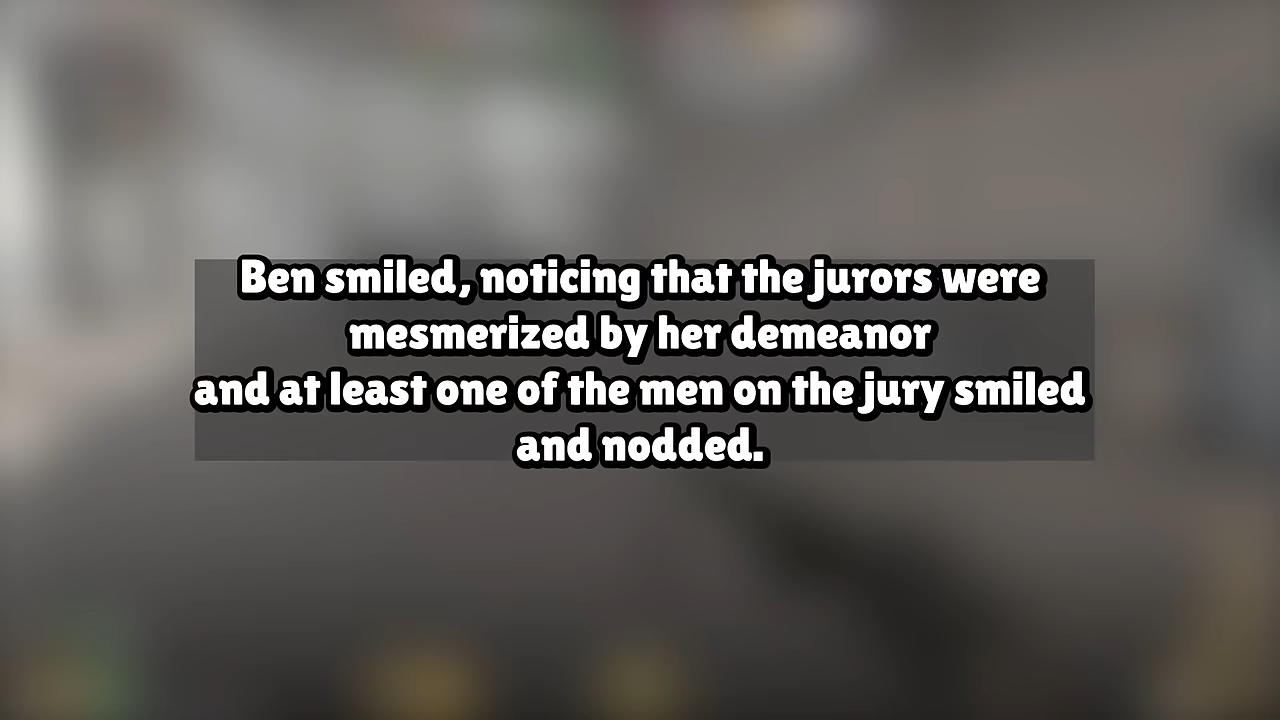 Ben smiled, noticing that the jurors were
mesmerized by her demeanor
and at least one of the men on the jury smiled
and nodded.